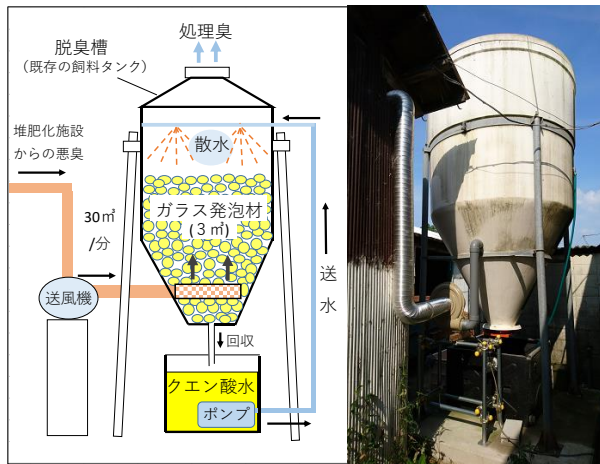 処理臭
脱臭槽
（既存の飼料タンク）
堆肥化施設
からの悪臭
散水
ガラス発泡材
(３㎥)
30㎥
/分
送風機
送水
回収
クエン酸水
ポンプ